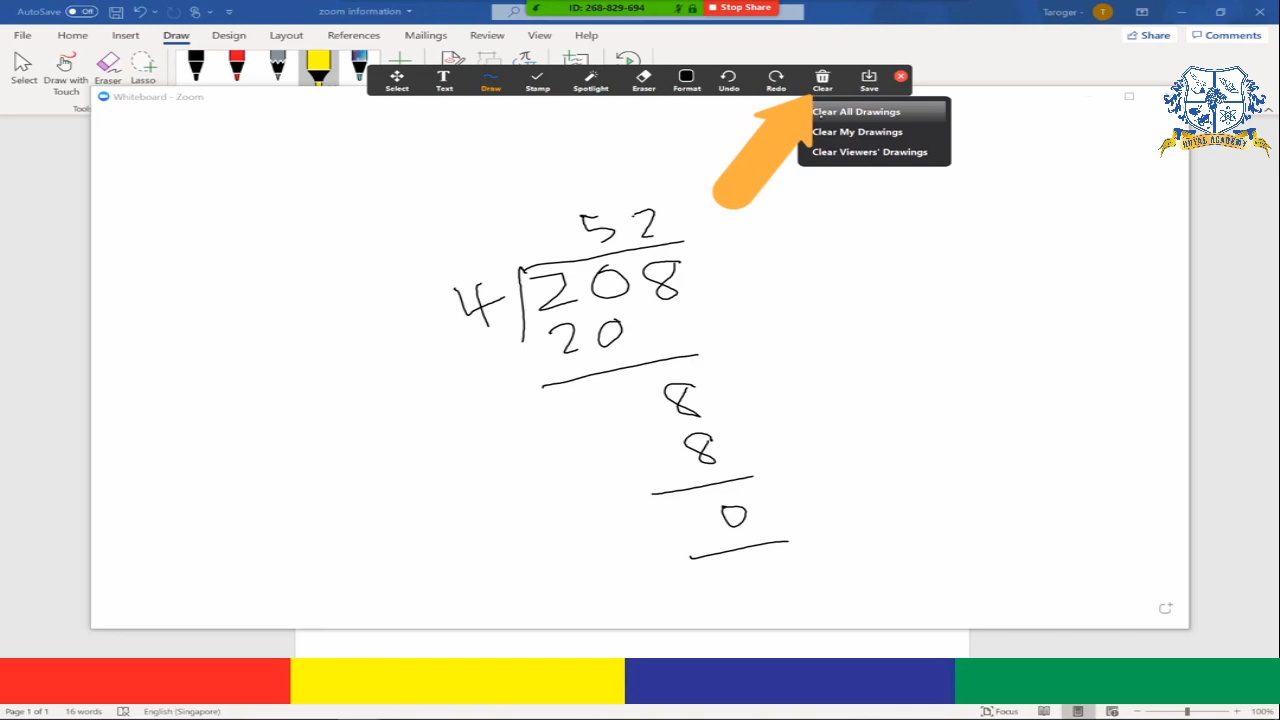 AutoSave Off
zoom information
ID: 268-829-694
Stop Share
Taroger - T
File Home Insert Draw Design Layout References Mailings Review View Help
Share Comments
Select Draw with Touch Eraser Lasso
Select Text Draw Stamp Spotlight Eraser Format Undo Redo Clear Save
Whiteboard - Zoom
Clear All Drawings
Clear My Drawings
Clear Viewers' Drawings
52
4 208
20
8
8
0
Page 1 of 1 16 words English (Singapore) Focus 100%